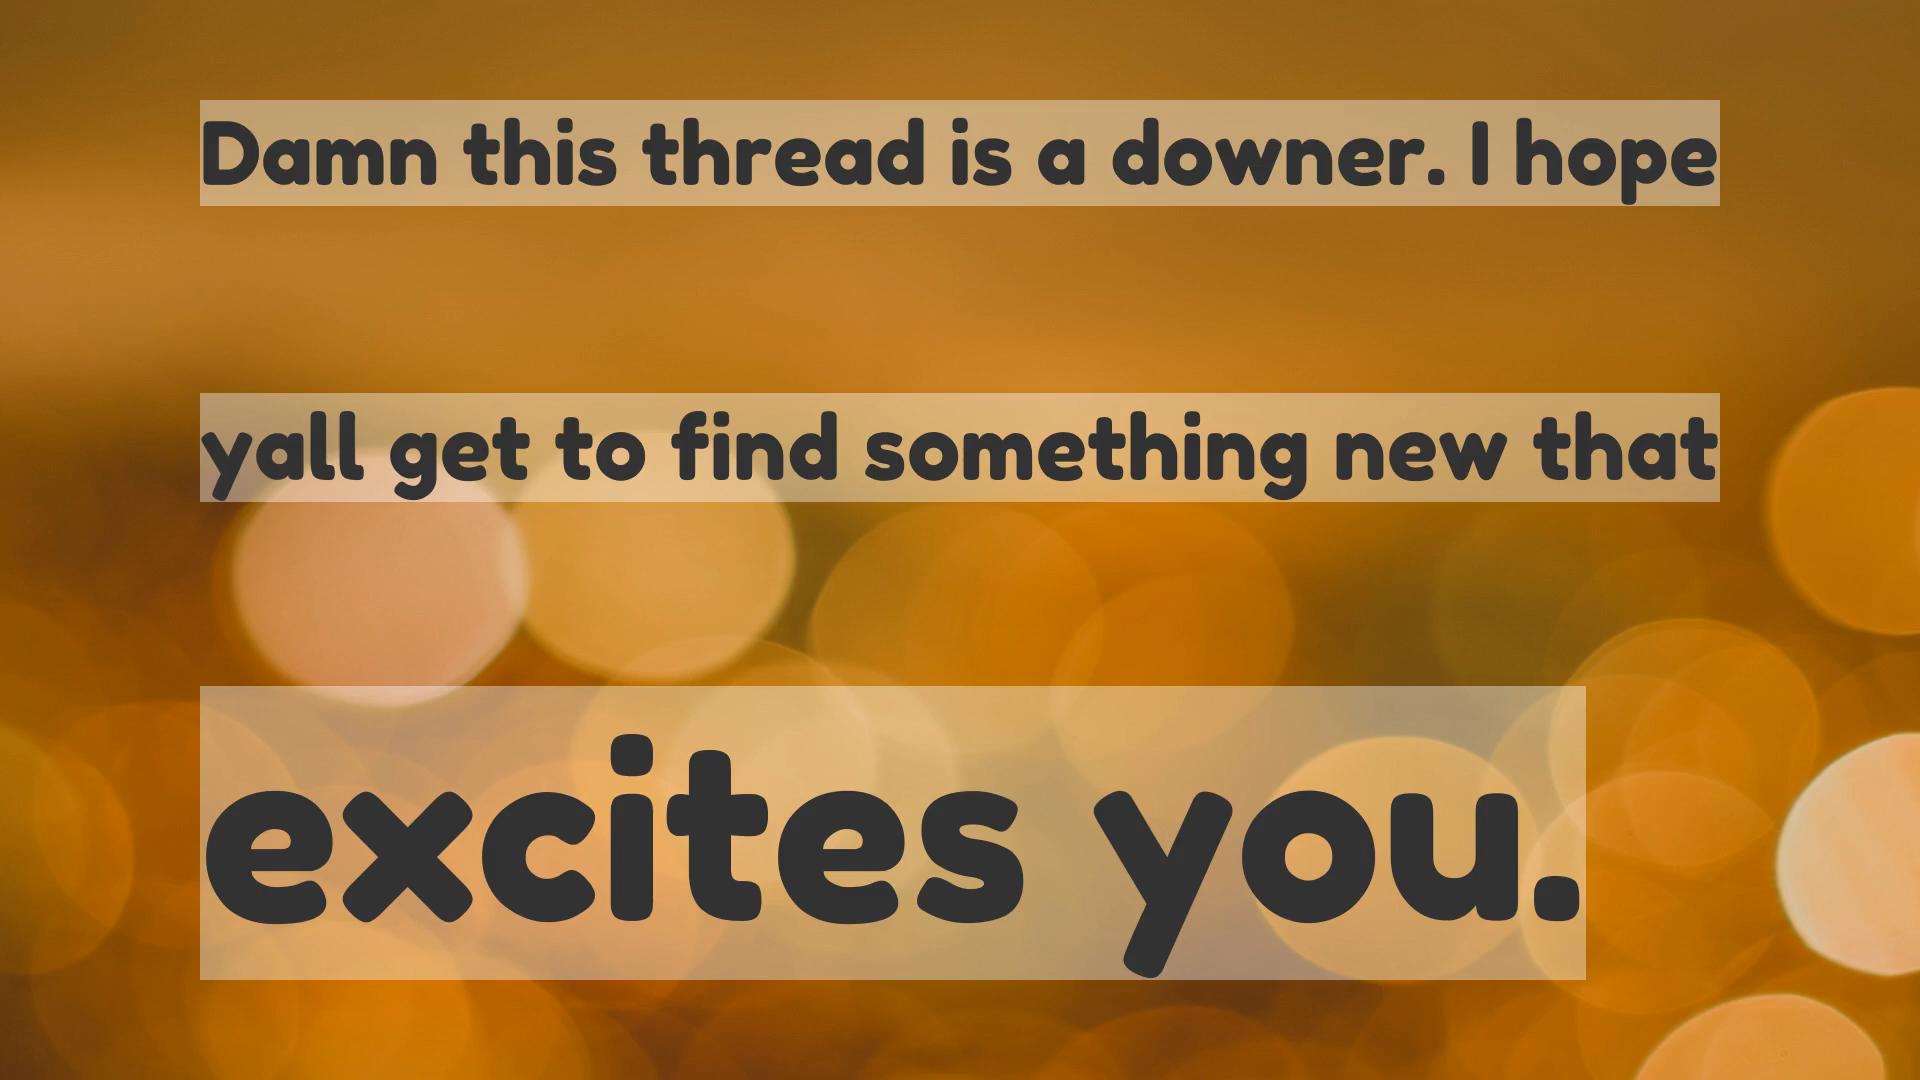 Damn this thread is a downer. I hope
yall get to find something new that
excites you.